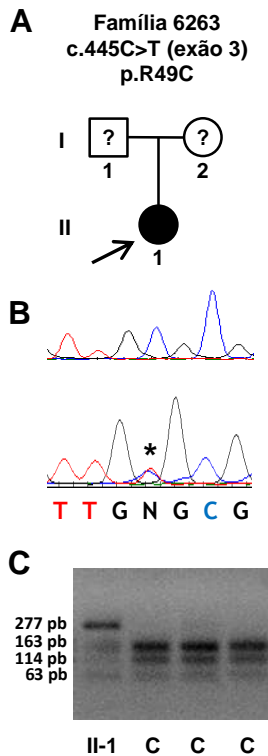 A
Família 6263
c.445C>T (exão 3)
p.R49C
I
?
?
1
2
II
1
B
*
T T G N G C G
C
277 pb
163 pb
114 pb
63 pb
II-1 C C C